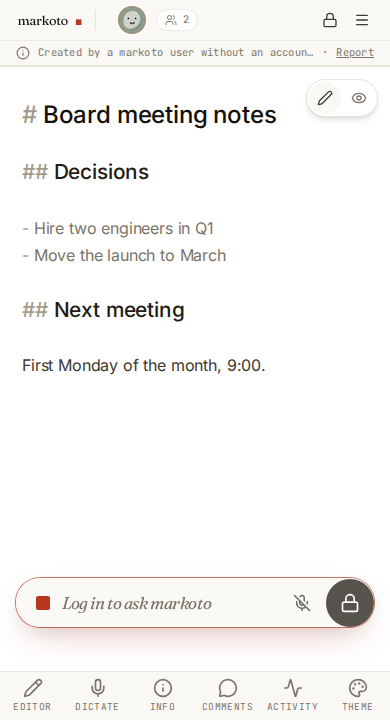 markoto
2
Created by a markoto user without an accoun… · Report
# Board meeting notes
## Decisions
- Hire two engineers in Q1
- Move the launch to March
## Next meeting
First Monday of the month, 9:00.
Log in to ask markoto
EDITOR DICTATE INFO COMMENTS ACTIVITY THEME